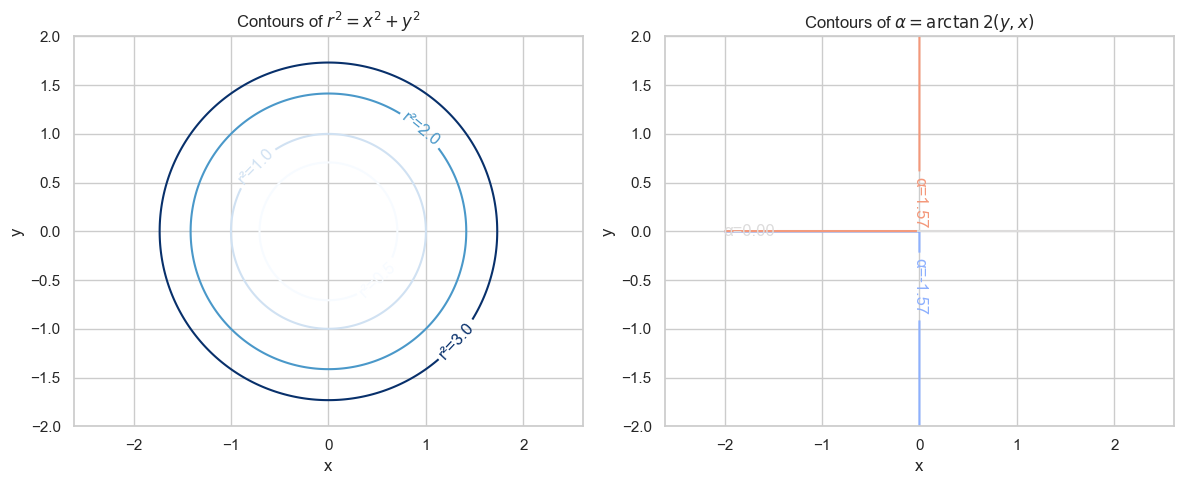 Contours of r² = x² + y²
2.0
1.5
1.0
0.5
0.0
−0.5
−1.0
−1.5
−2.0
y
r²=1.0
r²=2.0
r²=3.0
−2
−1
0
1
2
x
Contours of α = arctan 2(y, x)
2.0
1.5
1.0
0.5
0.0
−0.5
−1.0
−1.5
−2.0
y
α=1.57
α=0.00
α=-1.57
−2
−1
0
1
2
x